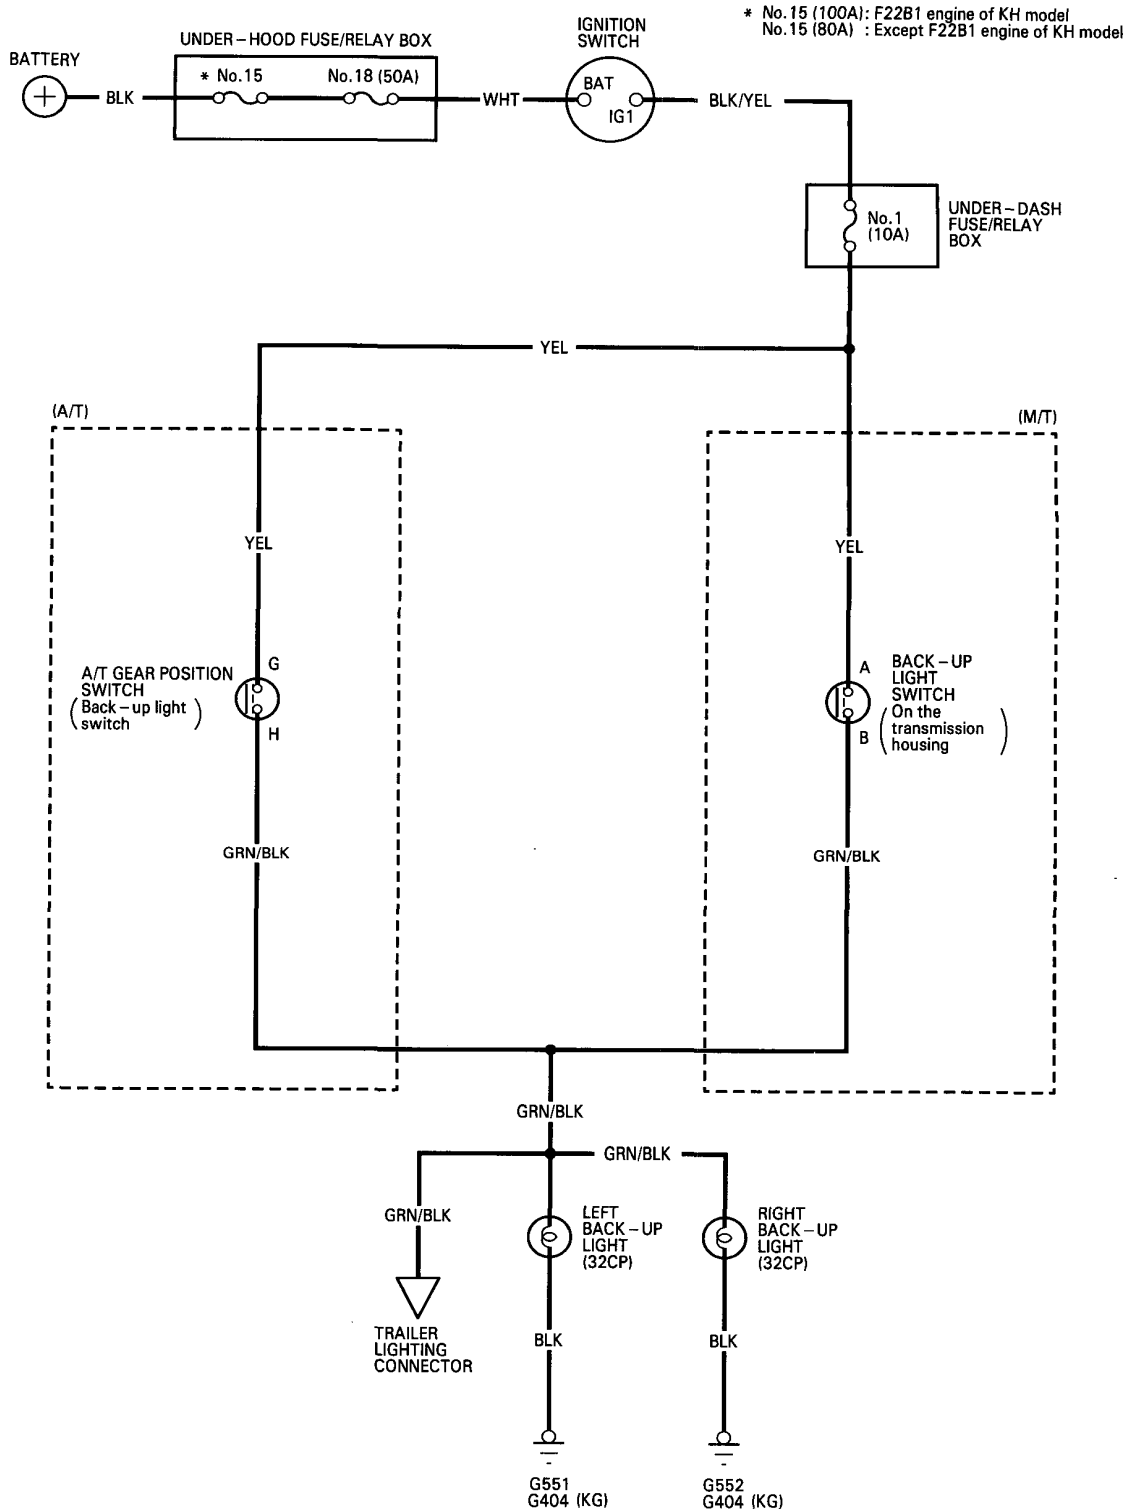 * No.15 (100A): F22B1 engine of KH model
No.15 (80A) : Except F22B1 engine of KH model
BATTERY
UNDER-HOOD FUSE/RELAY BOX
IGNITION
SWITCH
* No.15
No.18 (50A)
BLK
WHT
BAT
IG1
BLK/YEL
No.1
(10A)
UNDER-DASH
FUSE/RELAY
BOX
YEL
(A/T)
(M/T)
YEL
YEL
A/T GEAR POSITION
SWITCH
(Back-up light
switch)
G
H
A
B
BACK-UP
LIGHT
SWITCH
(On the
transmission
housing)
GRN/BLK
GRN/BLK
GRN/BLK
GRN/BLK
GRN/BLK
LEFT
BACK-UP
LIGHT
(32CP)
RIGHT
BACK-UP
LIGHT
(32CP)
TRAILER
LIGHTING
CONNECTOR
BLK
BLK
G551
G404 (KG)
G552
G404 (KG)